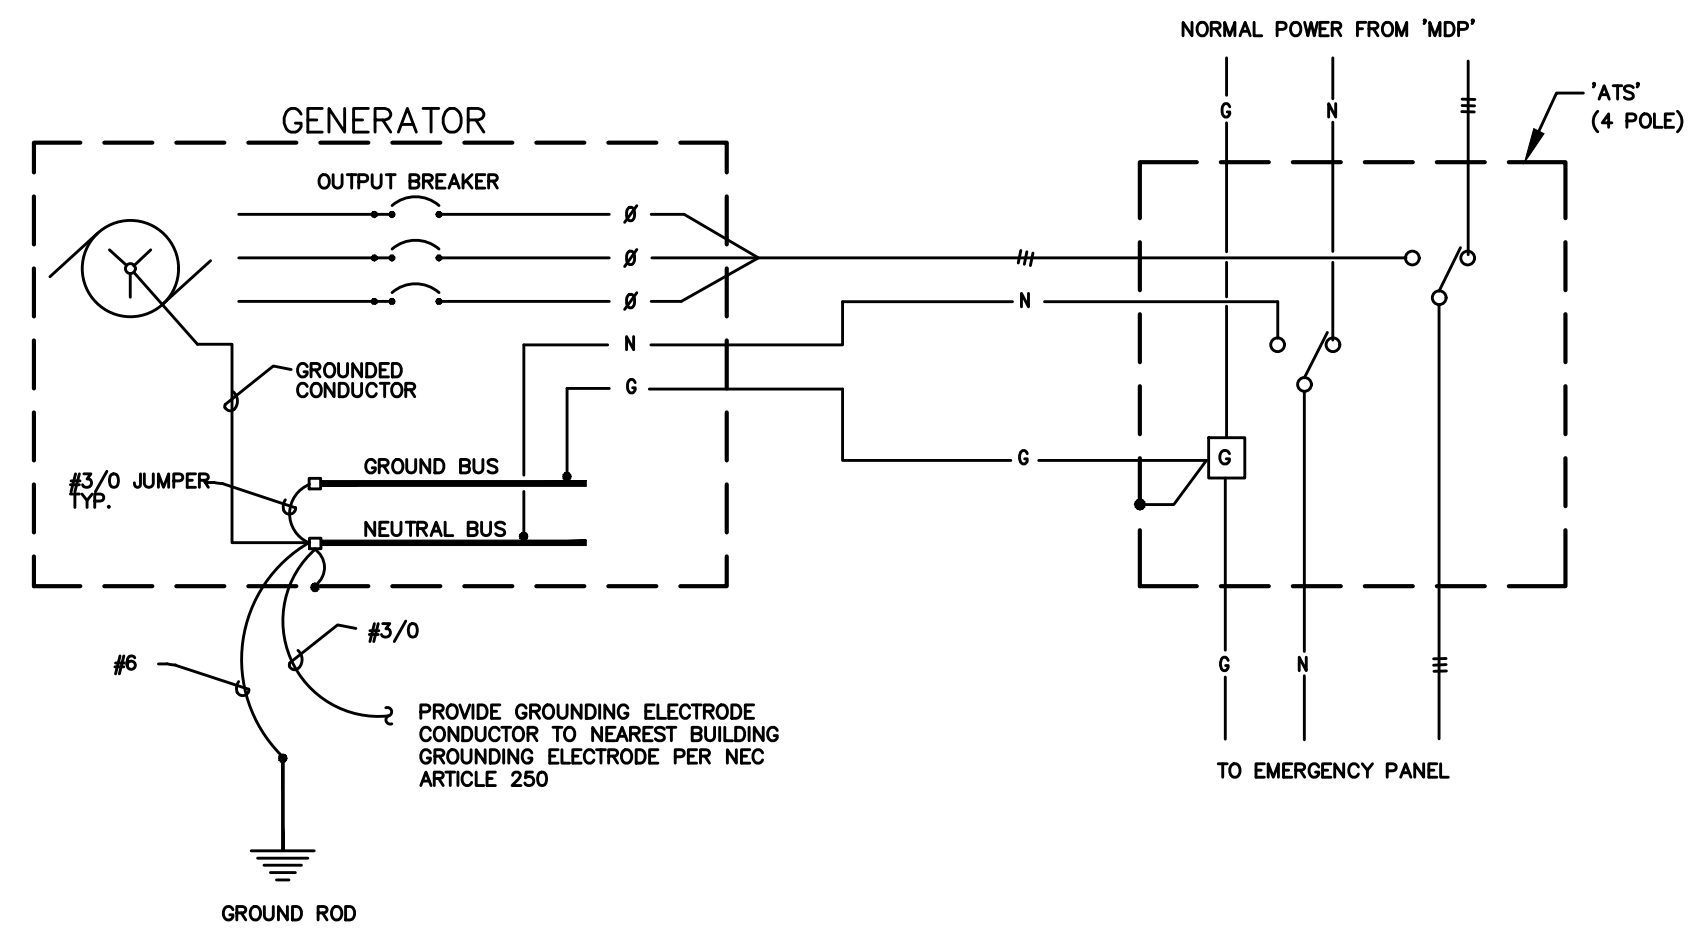 NORMAL POWER FROM 'MDP'
'ATS'
(4 POLE)
G
N
GENERATOR
OUTPUT BREAKER
Ø
Ø
Ø
N
N
G
GROUNDED
CONDUCTOR
G
G
GROUND BUS
#3/0 JUMPER
TYP.
NEUTRAL BUS
#3/0
#6
G
N
PROVIDE GROUNDING ELECTRODE
CONDUCTOR TO NEAREST BUILDING
GROUNDING ELECTRODE PER NEC
ARTICLE 250
TO EMERGENCY PANEL
GROUND ROD